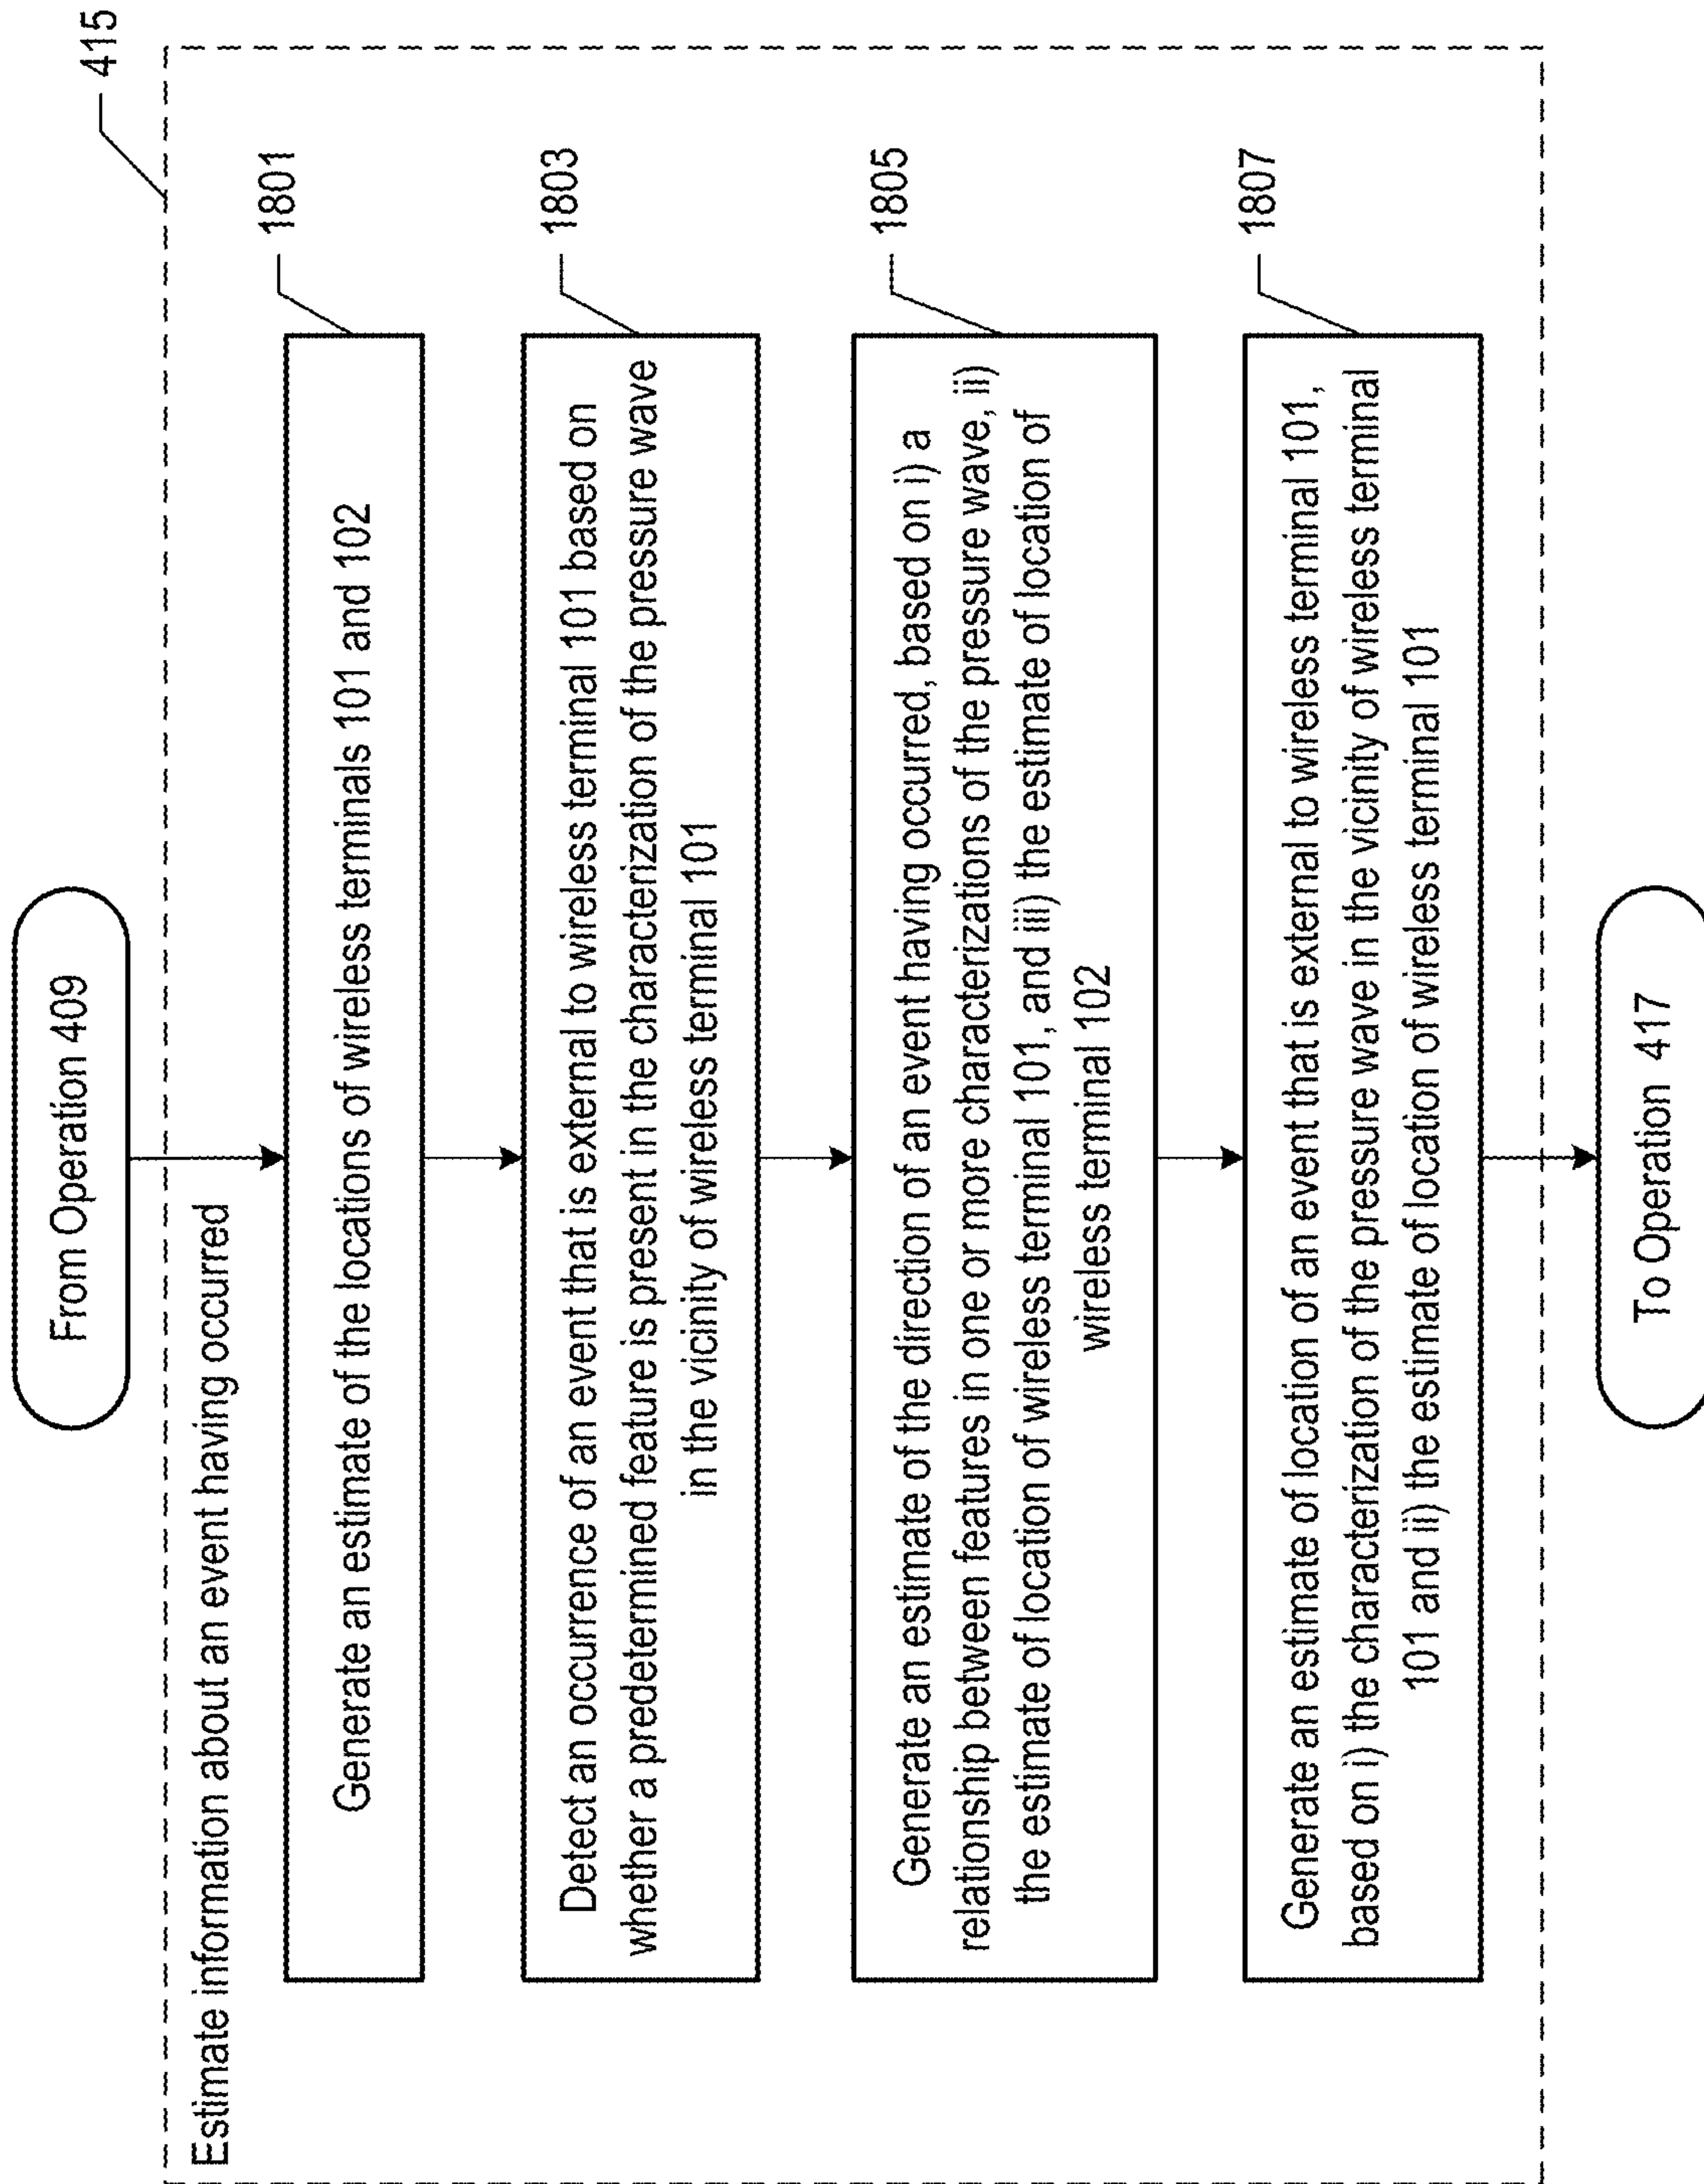 From Operation 409
415
Estimate information about an event having occurred
1801
Generate an estimate of the locations of wireless terminals 101 and 102
1803
Detect an occurrence of an event that is external to wireless terminal 101 based on
whether a predetermined feature is present in the characterization of the pressure wave
in the vicinity of wireless terminal 101
1805
Generate an estimate of the direction of an event having occurred, based on i) a
relationship between features in one or more characterizations of the pressure wave, ii)
the estimate of location of wireless terminal 101, and iii) the estimate of location of
wireless terminal 102
1807
Generate an estimate of location of an event that is external to wireless terminal 101,
based on i) the characterization of the pressure wave in the vicinity of wireless terminal
101 and ii) the estimate of location of wireless terminal 101
To Operation 417